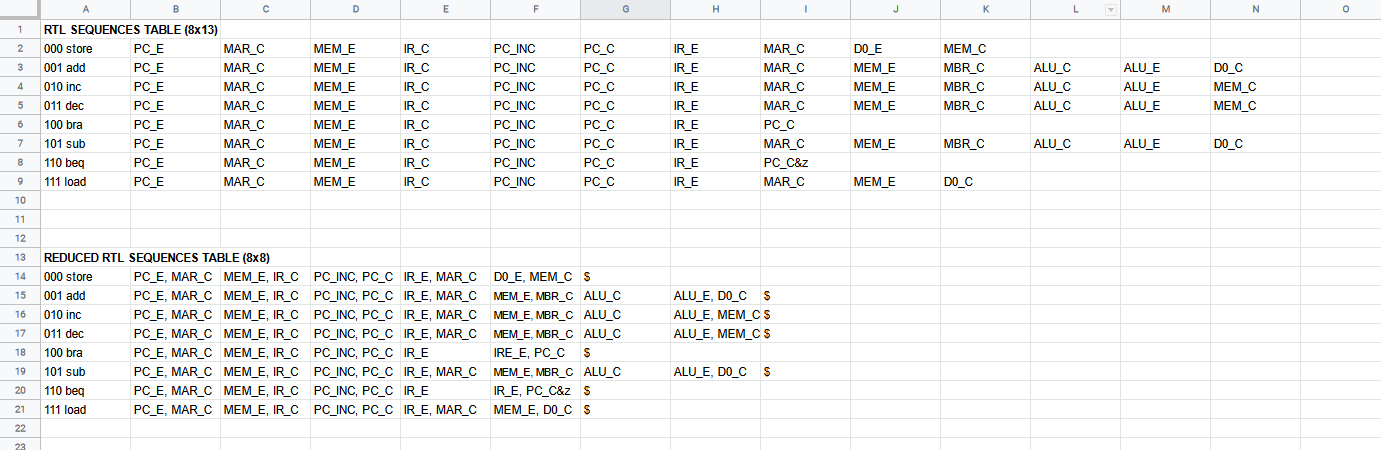 A B C D E F G H I J K L M N O
1 RTL SEQUENCES TABLE (8x13)
2 000 store PC_E MAR_C MEM_E IR_C PC_INC PC_C IR_E MAR_C D0_E MEM_C
3 001 add PC_E MAR_C MEM_E IR_C PC_INC PC_C IR_E MAR_C MEM_E MBR_C ALU_C ALU_E D0_C
4 010 inc PC_E MAR_C MEM_E IR_C PC_INC PC_C IR_E MAR_C MEM_E MBR_C ALU_C ALU_E MEM_C
5 011 dec PC_E MAR_C MEM_E IR_C PC_INC PC_C IR_E MAR_C MEM_E MBR_C ALU_C ALU_E MEM_C
6 100 bra PC_E MAR_C MEM_E IR_C PC_INC PC_C IR_E PC_C
7 101 sub PC_E MAR_C MEM_E IR_C PC_INC PC_C IR_E MAR_C MEM_E MBR_C ALU_C ALU_E D0_C
8 110 beq PC_E MAR_C MEM_E IR_C PC_INC PC_C IR_E PC_C&z
9 111 load PC_E MAR_C MEM_E IR_C PC_INC PC_C IR_E MAR_C MEM_E D0_C
10
11
12
13 REDUCED RTL SEQUENCES TABLE (8x8)
14 000 store PC_E, MAR_C MEM_E, IR_C PC_INC, PC_C IR_E, MAR_C D0_E, MEM_C $
15 001 add PC_E, MAR_C MEM_E, IR_C PC_INC, PC_C IR_E, MAR_C MEM_E, MBR_C ALU_C ALU_E, D0_C $
16 010 inc PC_E, MAR_C MEM_E, IR_C PC_INC, PC_C IR_E, MAR_C MEM_E, MBR_C ALU_C ALU_E, MEM_C $
17 011 dec PC_E, MAR_C MEM_E, IR_C PC_INC, PC_C IR_E, MAR_C MEM_E, MBR_C ALU_C ALU_E, MEM_C $
18 100 bra PC_E, MAR_C MEM_E, IR_C PC_INC, PC_C IR_E IRE_E, PC_C $
19 101 sub PC_E, MAR_C MEM_E, IR_C PC_INC, PC_C IR_E, MAR_C MEM_E, MBR_C ALU_C ALU_E, D0_C $
20 110 beq PC_E, MAR_C MEM_E, IR_C PC_INC, PC_C IR_E IR_E, PC_C&z $
21 111 load PC_E, MAR_C MEM_E, IR_C PC_INC, PC_C IR_E, MAR_C MEM_E, D0_C $
22
23